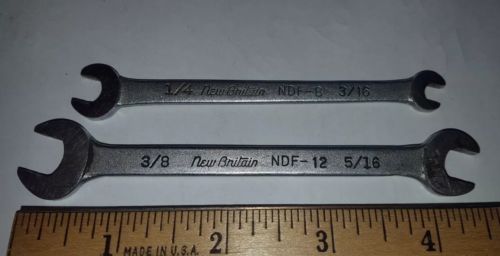 1/4 New Britain NDF-8 3/16
3/8 New Britain NDF-12 5/16
1 2 3 4
MADE IN U.S.A.